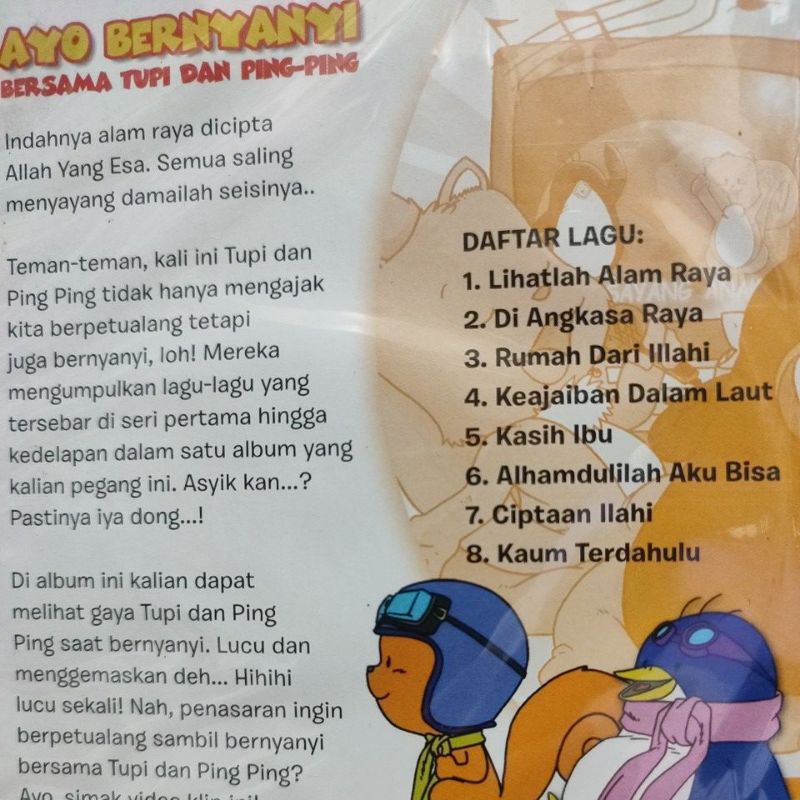 AYO BERNYANYI
BERSAMA TUPI DAN PING-PING
Indahnya alam raya dicipta
Allah Yang Esa. Semua saling
menyayang damailah seisinya..
Teman-teman, kali ini Tupi dan
Ping Ping tidak hanya mengajak
kita berpetualang tetapi
juga bernyanyi, loh! Mereka
mengumpulkan lagu-lagu yang
tersebar di seri pertama hingga
kedelapan dalam satu album yang
kalian pegang ini. Asyik kan...?
Pastinya iya dong...!
Di album ini kalian dapat
melihat gaya Tupi dan Ping
Ping saat bernyanyi. Lucu dan
menggemaskan deh... Hihihi
lucu sekali! Nah, penasaran ingin
berpetualang sambil bernyanyi
bersama Tupi dan Ping Ping?
Ayo, simak video klip ini!
DAFTAR LAGU:
1. Lihatlah Alam Raya
2. Di Angkasa Raya
3. Rumah Dari Illahi
4. Keajaiban Dalam Laut
5. Kasih Ibu
6. Alhamdulilah Aku Bisa
7. Ciptaan Ilahi
8. Kaum Terdahulu